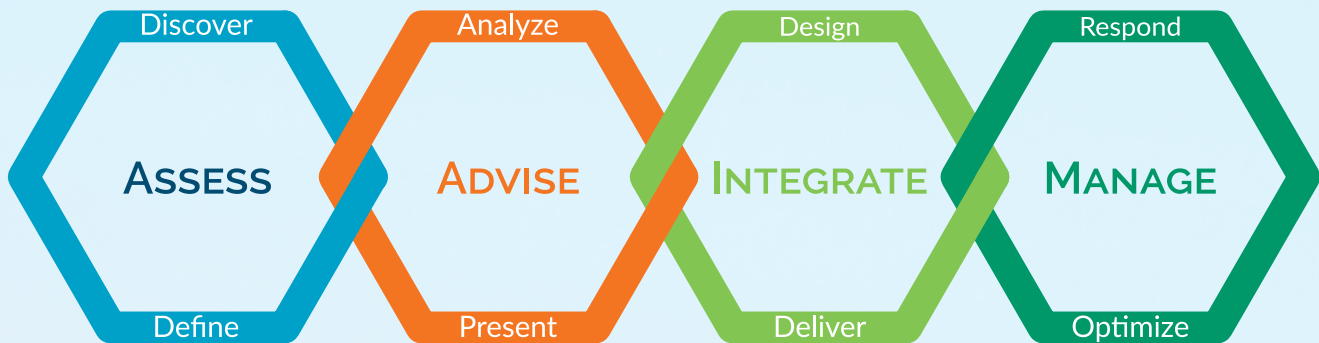 Discover
Analyze
Design
Respond
ASSESS
ADVISE
INTEGRATE
MANAGE
Define
Present
Deliver
Optimize